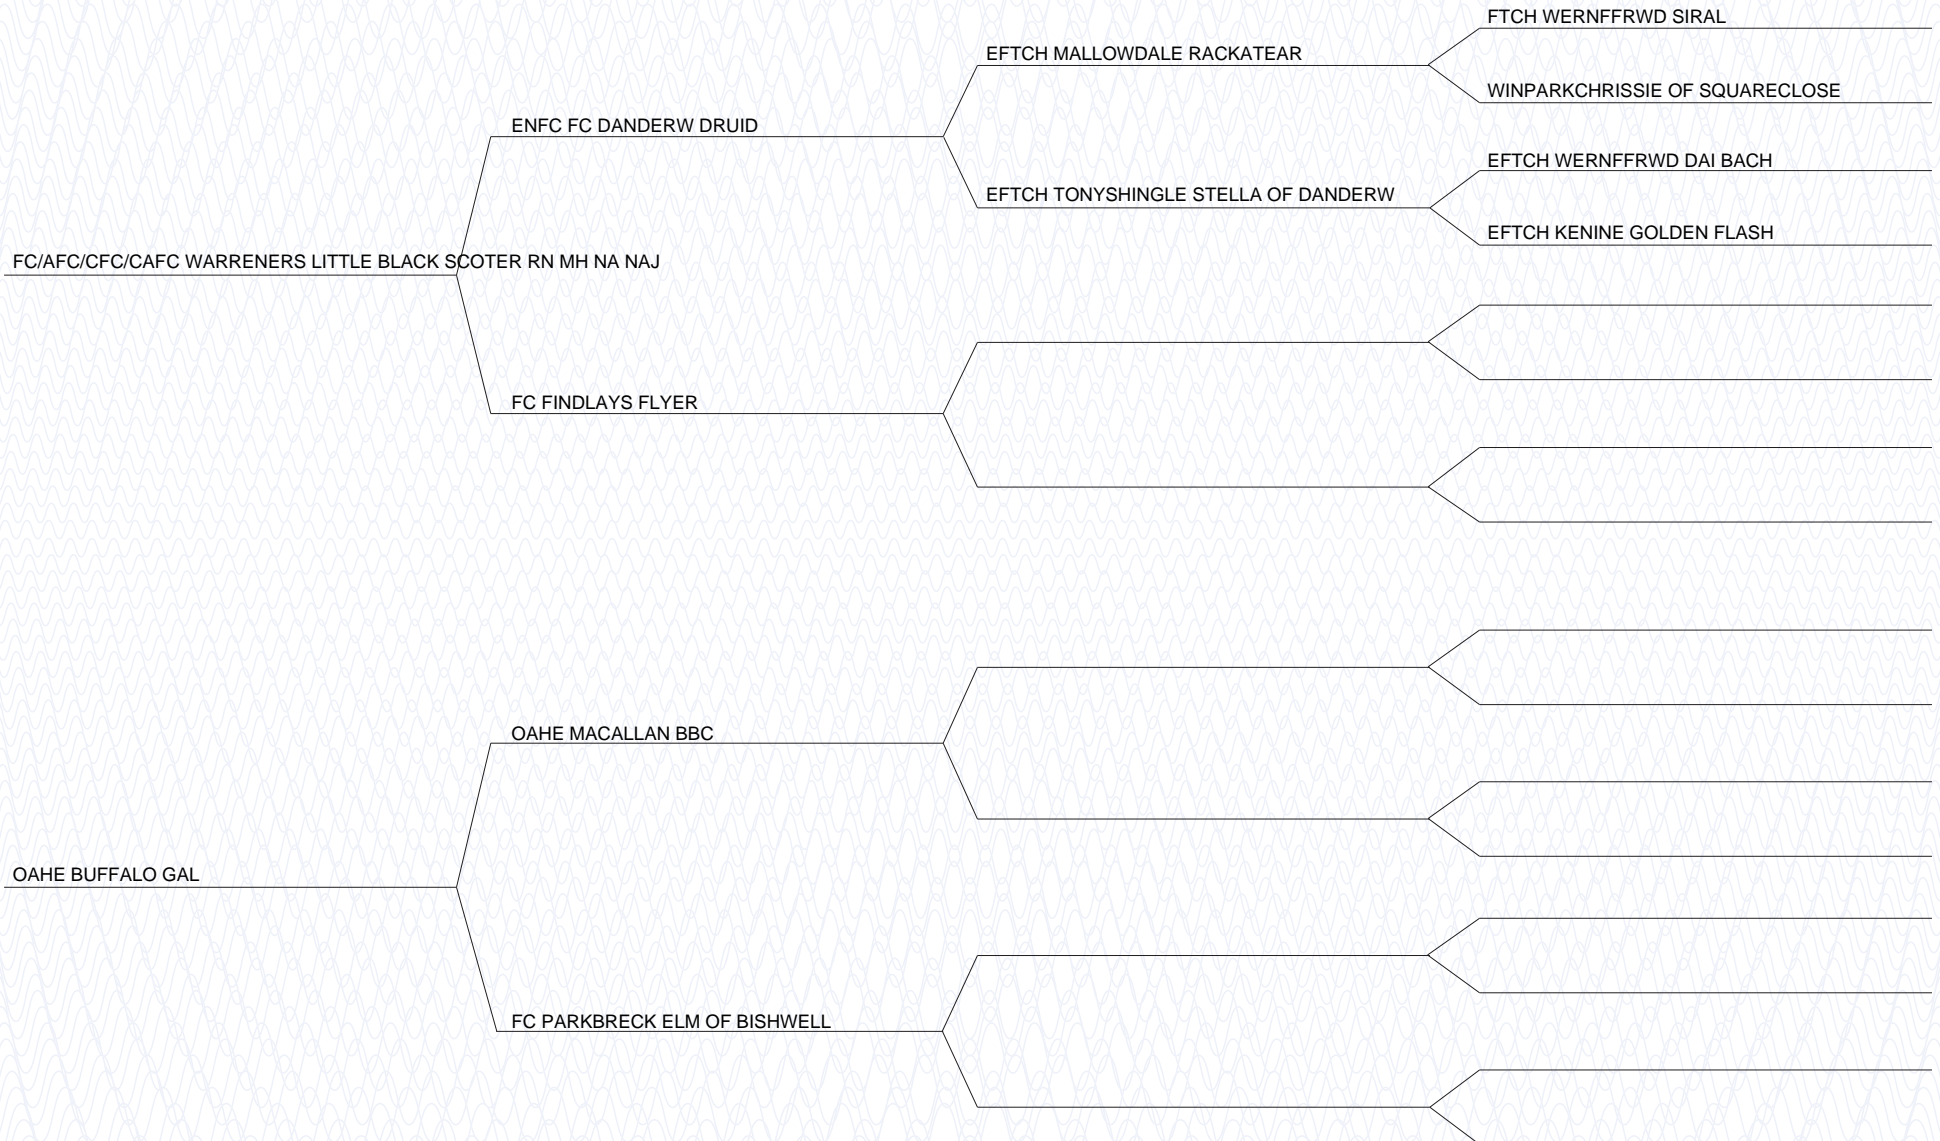 FTCH WERNFFRWD SIRAL
EFTCH MALLOWDALE RACKATEAR
WINPARKCHRISSIE OF SQUARECLOSE
ENFC FC DANDERW DRUID
EFTCH WERNFFRWD DAI BACH
EFTCH TONYSHINGLE STELLA OF DANDERW
EFTCH KENINE GOLDEN FLASH
FC/AFC/CFC/CAFC WARRENERS LITTLE BLACK SCOTER RN MH NA NAJ
FC FINDLAYS FLYER
OAHE MACALLAN BBC
OAHE BUFFALO GAL
FC PARKBRECK ELM OF BISHWELL